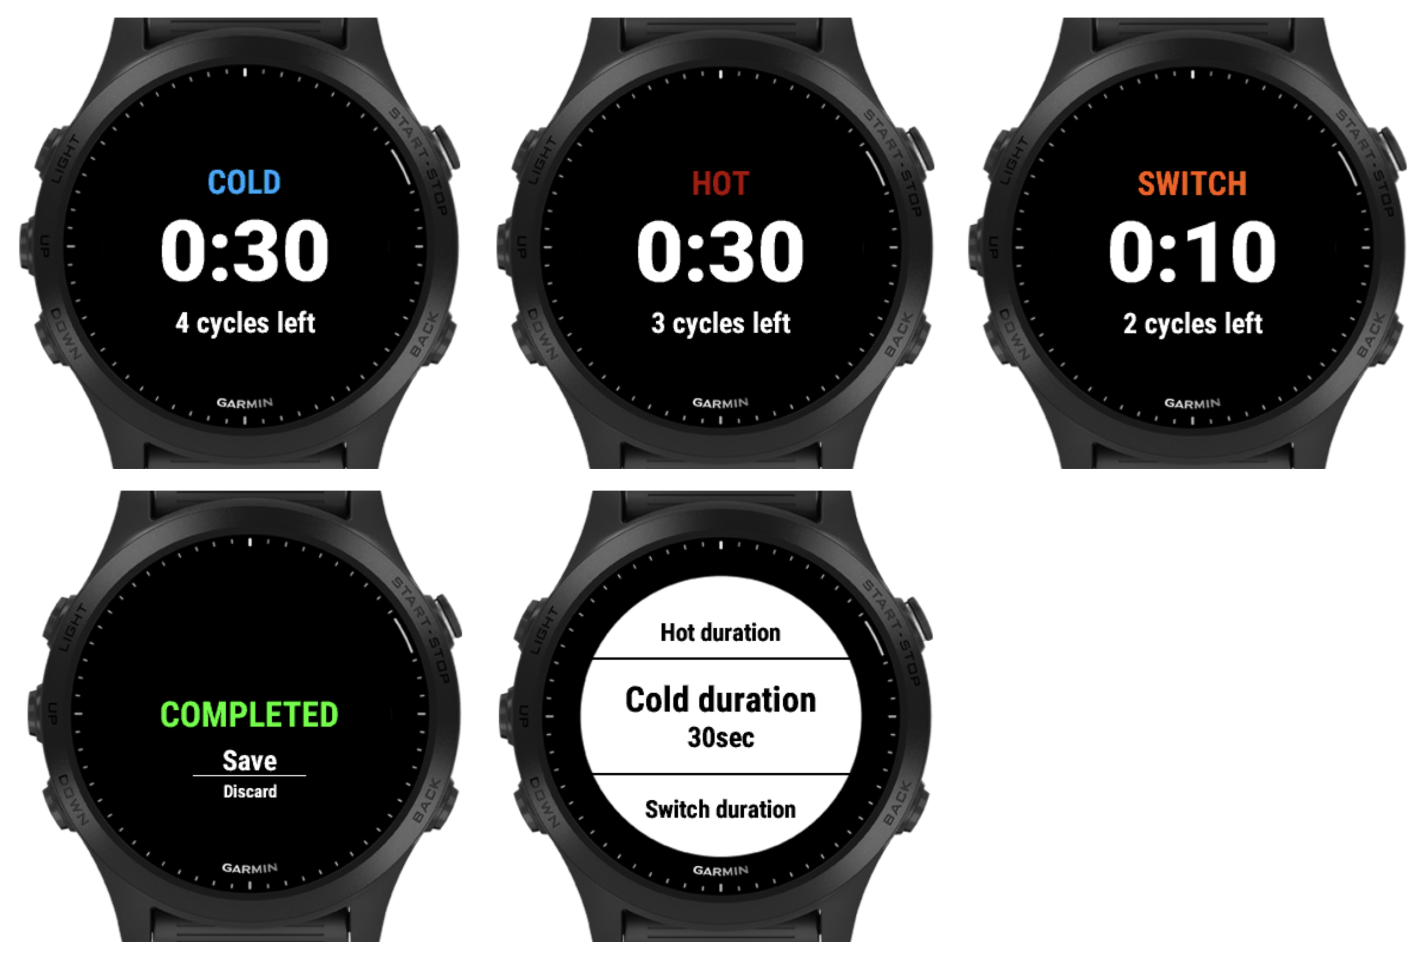 COLD
0:30
4 cycles left
LIGHT
UP
DOWN
START·STOP
BACK
GARMIN
HOT
0:30
3 cycles left
LIGHT
UP
DOWN
START·STOP
BACK
GARMIN
SWITCH
0:10
2 cycles left
LIGHT
UP
DOWN
START·STOP
BACK
GARMIN
COMPLETED
Save
Discard
LIGHT
UP
DOWN
START·STOP
BACK
GARMIN
Hot duration
Cold duration
30sec
Switch duration
LIGHT
UP
DOWN
START·STOP
BACK
GARMIN